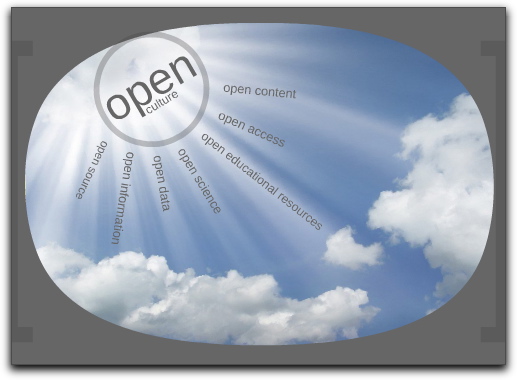 open
culture
open content
open access
open educational resources
open science
open data
open information
open source